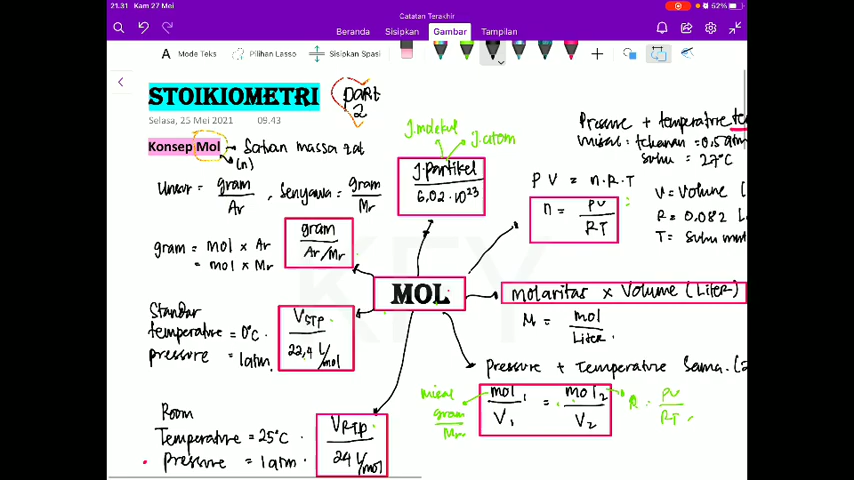 21.31 Kam 27 Mei
Catatan Terakhir
62%
Beranda Sisipkan Gambar Tampilan
A Mode Teks Pilihan Lasso Sisipkan Spasi
STOIKIOMETRI part 2
Selasa, 25 Mei 2021 09.43
Konsep Mol → Satuan massa zat
(n)
Unsur = gram/Ar , Senyawa = gram/Mr
gram = mol x Ar
= mol x Mr
gram
Ar/Mr
J.molekul J.atom
J.partikel
6,02 . 10²³
Pressure + temperature
misal = tekanan = 0,5 atm
suhu = 27°C
PV = n.R.T
n = PV/RT
V = Volume (
R = 0.082 L
T = Suhu
MOL
molaritas x Volume (Liter)
M = mol/Liter
Standar
temperature = 0°C
pressure = 1 atm.
VSTP
22,4 L/mol
Pressure + Temperature Sama.
misal
gram
Mr
mol₁/V₁ = mol₂/V₂
PV
RT
Room
Temperature = 25°C
Pressure = 1 atm
VRTP
24 L/mol